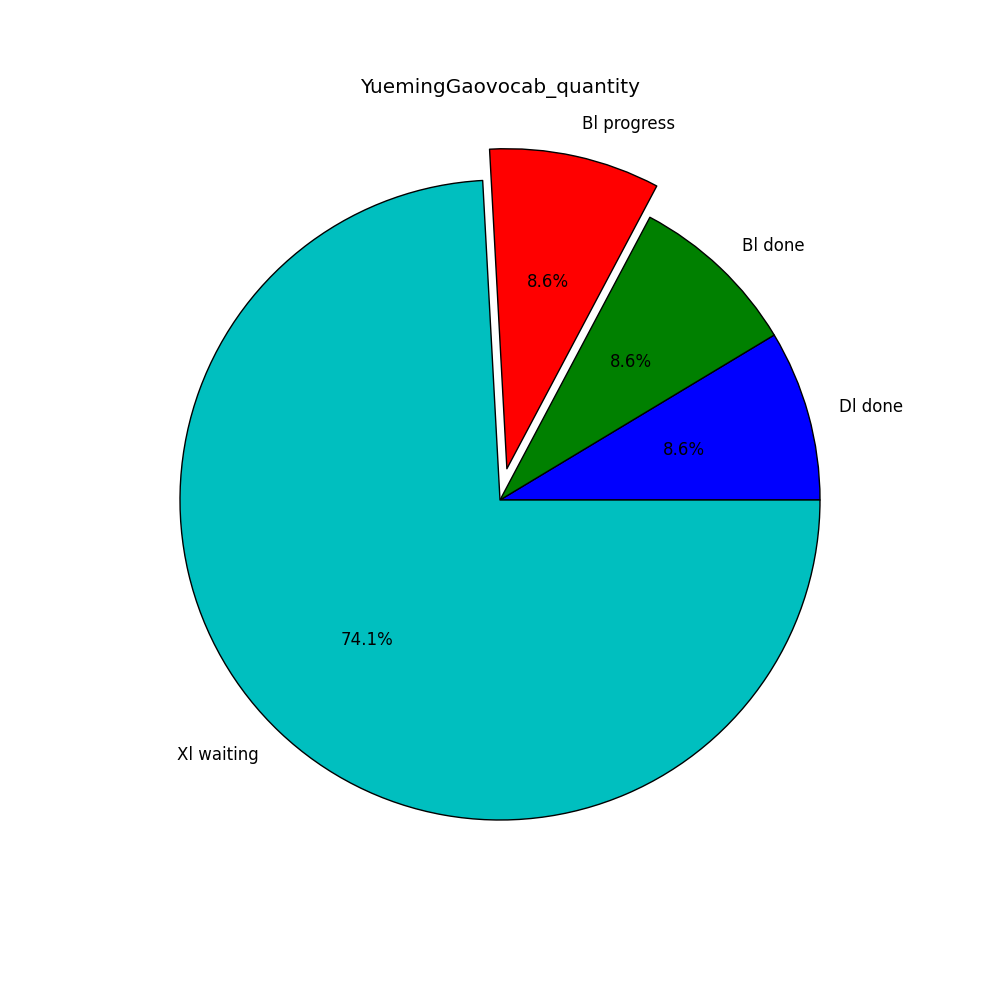 YuemingGaovocab_quantity
Bl progress
Bl done
8.6%
8.6%
Dl done
8.6%
74.1%
Xl waiting